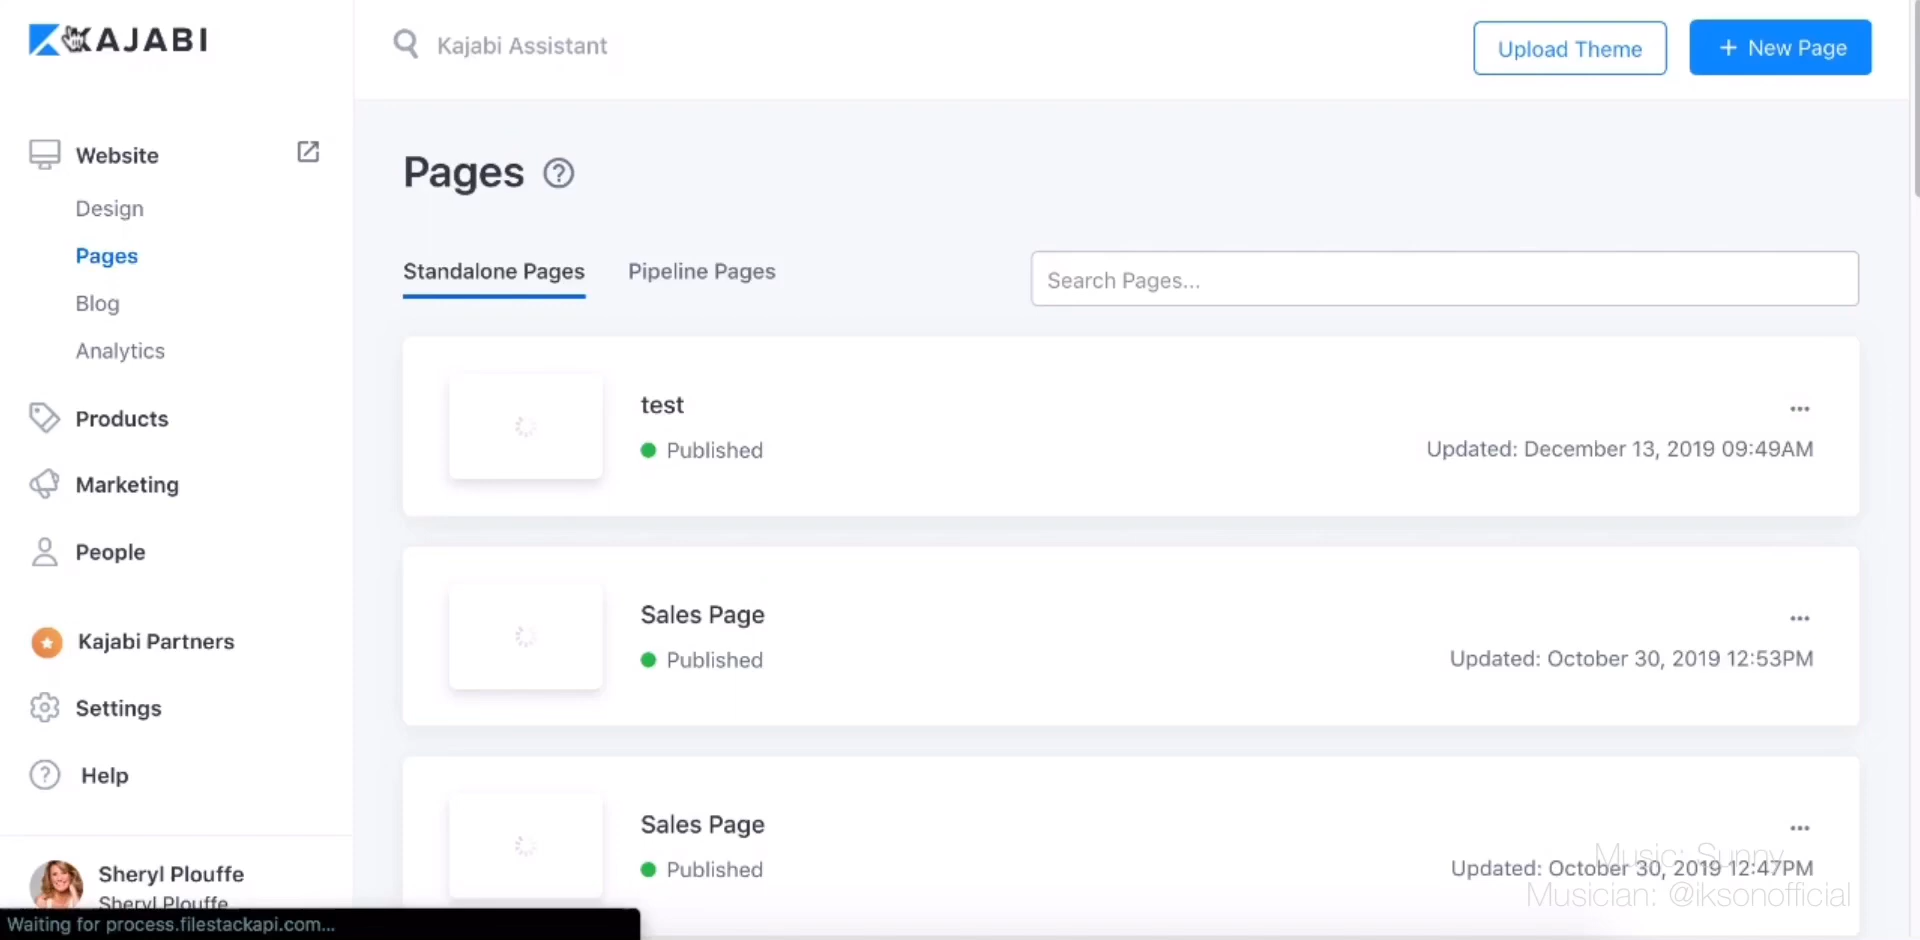 KAJABI
Kajabi Assistant
Upload Theme
+ New Page
Website
Design
Pages
Blog
Analytics
Products
Marketing
People
Kajabi Partners
Settings
Help
Sheryl Plouffe
Sheryl Plouffe
Waiting for process.filestackapi.com...
Pages
Standalone Pages
Pipeline Pages
Search Pages...
test
Published
Updated: December 13, 2019 09:49AM
Sales Page
Published
Updated: October 30, 2019 12:53PM
Sales Page
Published
Updated: October 30, 2019 12:47PM
Music: Sunny
Musician: @iksonofficial